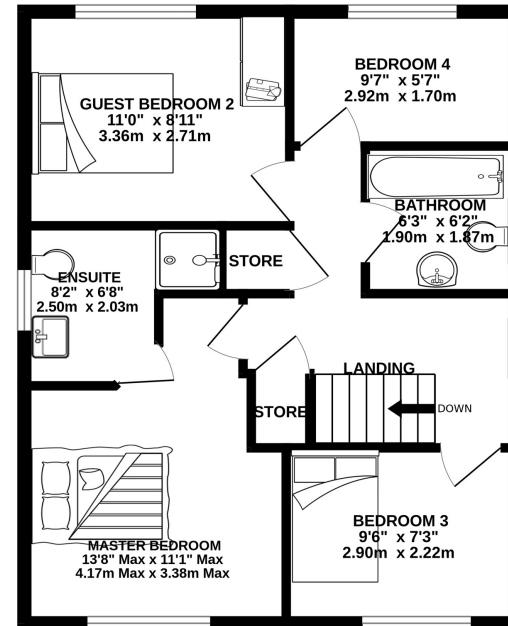 BEDROOM 4
9'7" x 5'7"
2.92m x 1.70m
GUEST BEDROOM 2
11'0" x 8'11"
3.36m x 2.71m
BATHROOM
6'3" x 6'2"
1.90m x 1.87m
STORE
ENSUITE
8'2" x 6'8"
2.50m x 2.03m
LANDING
STORE
DOWN
BEDROOM 3
9'6" x 7'3"
2.90m x 2.22m
MASTER BEDROOM
13'8" Max x 11'1" Max
4.17m Max x 3.38m Max